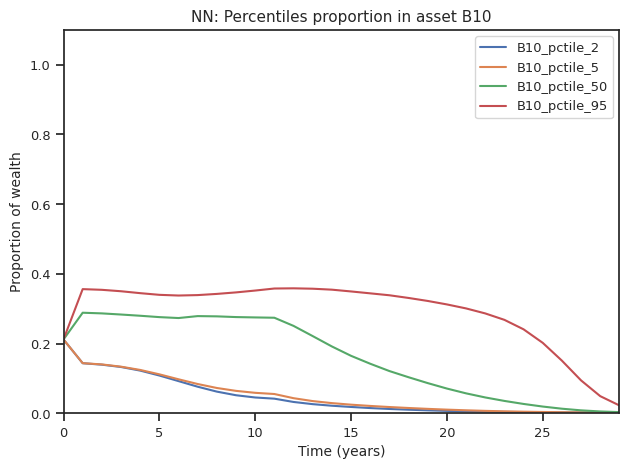 NN: Percentiles proportion in asset B10
B10_pctile_2
B10_pctile_5
B10_pctile_50
B10_pctile_95
Proportion of wealth
1.0
0.8
0.6
0.4
0.2
0.0
0 5 10 15 20 25
Time (years)